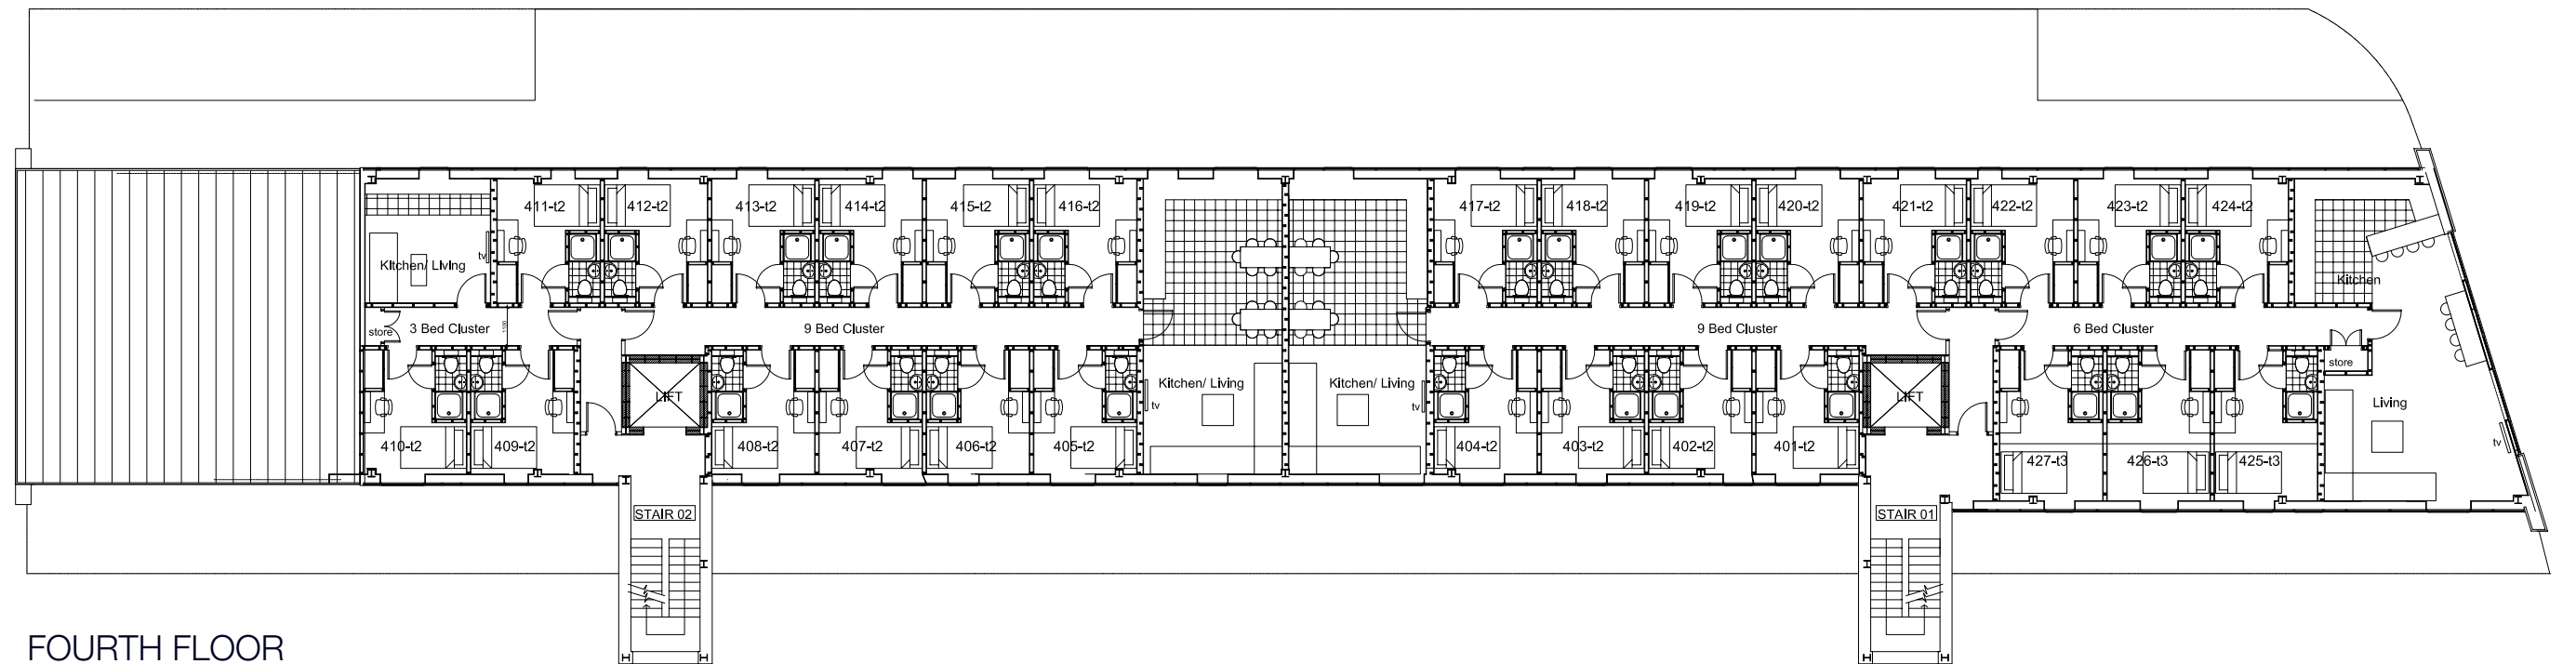 411-t2
412-t2
413-t2
414-t2
415-t2
416-t2
417-t2
418-t2
419-t2
420-t2
421-t2
422-t2
423-t2
424-t2
tv
Kitchen/ Living
Kitchen
store
3 Bed Cluster
1100
9 Bed Cluster
9 Bed Cluster
6 Bed Cluster
store
LIFT
Kitchen/ Living
tv
Kitchen/ Living
tv
LIFT
Living
tv
410-t2
409-t2
408-t2
407-t2
406-t2
405-t2
404-t2
403-t2
402-t2
401-t2
427-t3
426-t3
425-t3
STAIR 02
STAIR 01
FOURTH FLOOR